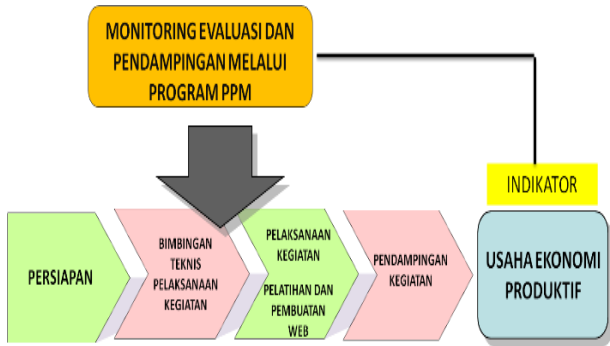 MONITORING EVALUASI DAN
PENDAMPINGAN MELALUI
PROGRAM PPM
INDIKATOR
PERSIAPAN
BIMBINGAN
TEKNIS
PELAKSANAAN
KEGIATAN
PELAKSANAAN
KEGIATAN
PELATIHAN DAN
PEMBUATAN
WEB
PENDAMPINGAN
KEGIATAN
USAHA EKONOMI
PRODUKTIF